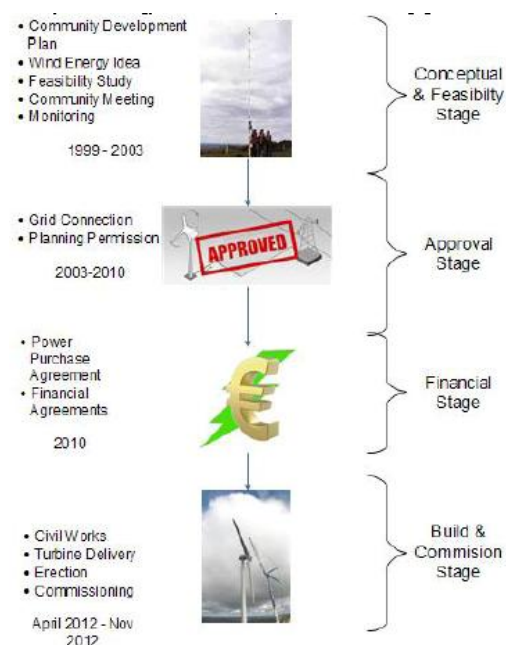 • Community Development
Plan
• Wind Energy Idea
• Feasibility Study
• Community Meeting
• Monitoring
1999 - 2003
Conceptual
& Feasibilty
Stage
• Grid Connection
• Planning Permission
2003-2010
APPROVED
Approval
Stage
• Power
Purchase
Agreement
• Financial
Agreements
2010
Financial
Stage
• Civil Works
• Turbine Delivery
• Erection
• Commissioning
April 2012 - Nov
2012
Build &
Commision
Stage